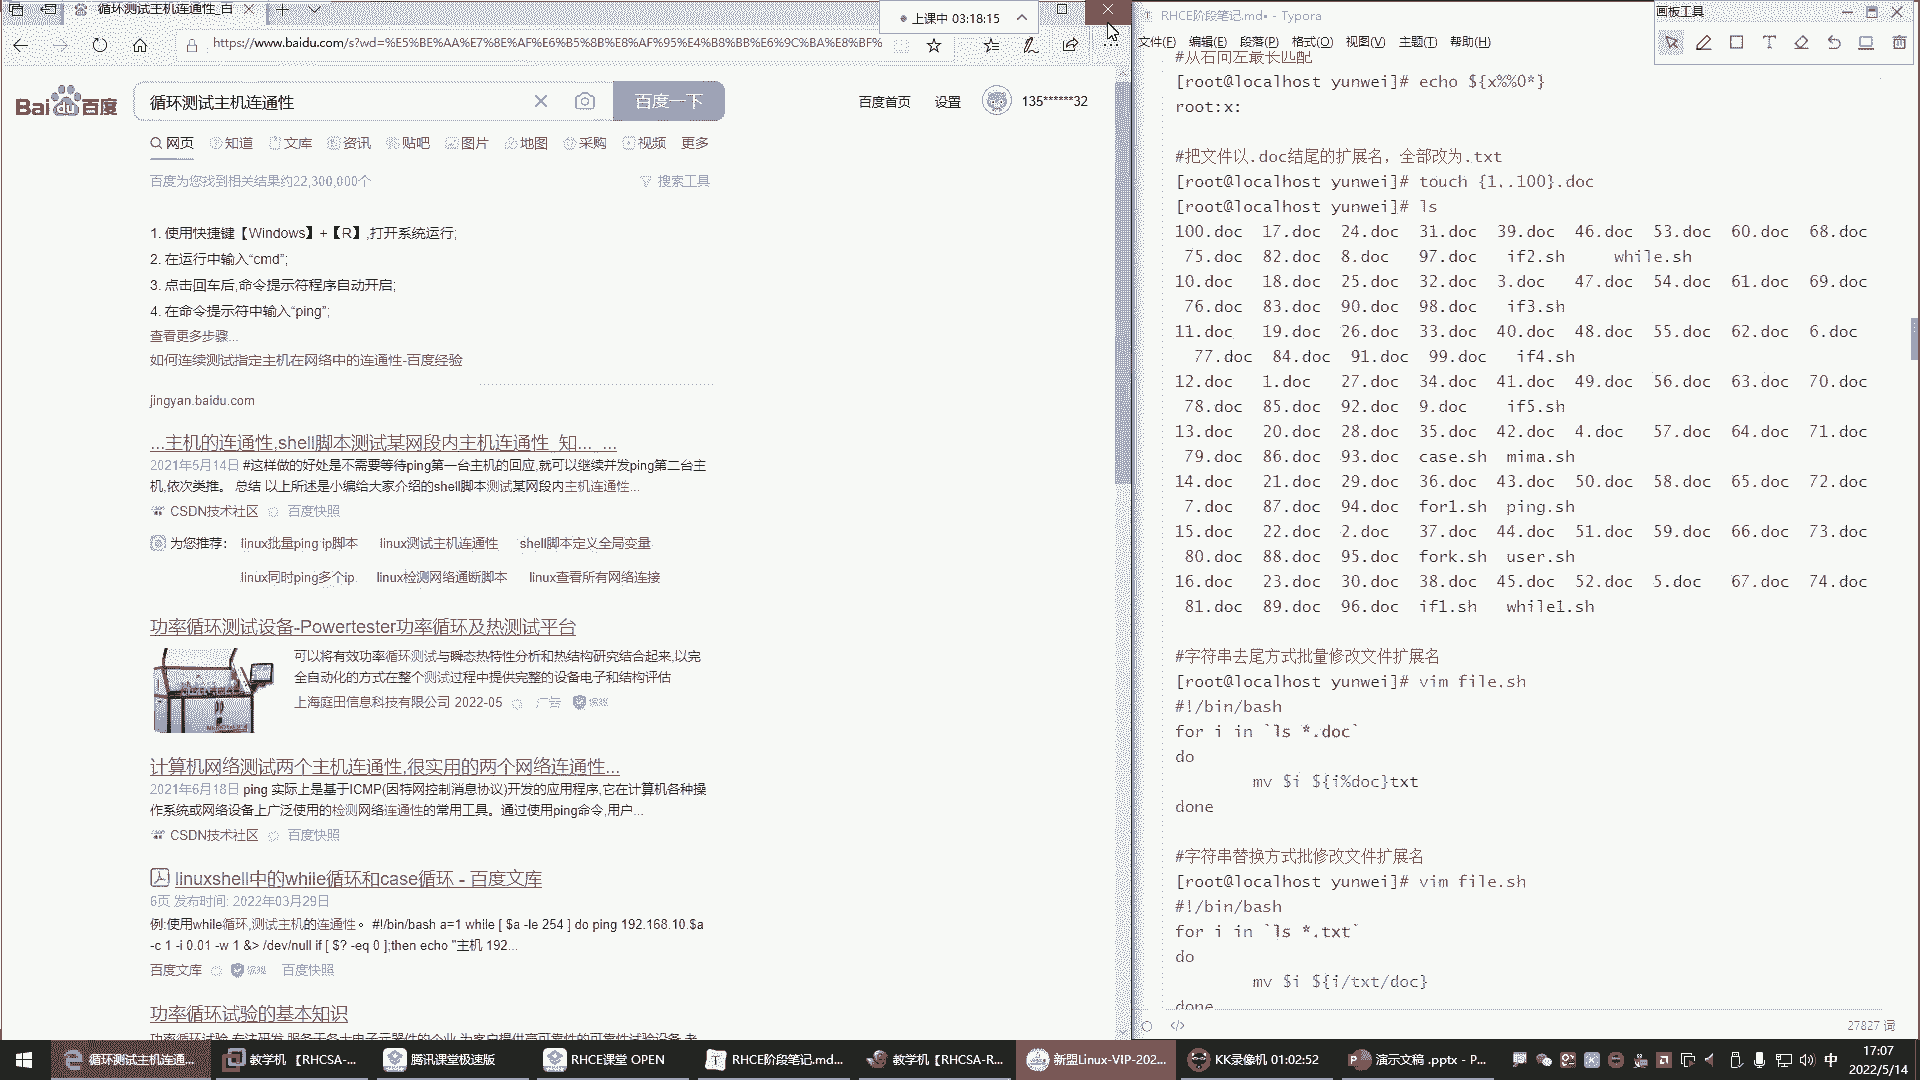 循环测试主机连通性_百
上课中 03:18:15
https://www.baidu.com/s?wd=%E5%BE%AA%E7%8E%AF%E6%B5%8B%E8%AF%95%E4%B8%BB%E6%9C%BA%E8%BF%
Bai du 百度
循环测试主机连通性
百度一下
百度首页 设置 135******32
网页 知道 文库 资讯 贴吧 图片 地图 采购 视频 更多
百度为您找到相关结果约22,300,000个
搜索工具
1. 使用快捷键【Windows】+【R】,打开系统运行;
2. 在运行中输入“cmd”;
3. 点击回车后,命令提示符程序自动开启;
4. 在命令提示符中输入“ping”;
查看更多步骤...
如何连续测试指定主机在网络中的连通性-百度经验
jingyan.baidu.com
...主机的连通性,shell脚本测试某网段内主机连通性_知..._...
2021年5月14日 #这样做的好处是不需要等待ping第一台主机的回应,就可以继续并发ping第二台主
机,依次类推。 总结 以上所述是小编给大家介绍的shell脚本测试某网段内主机连通性...
CSDN技术社区 百度快照
为您推荐: linux批量ping ip脚本 linux测试主机连通性 shell脚本定义全局变量
linux同时ping多个ip linux检测网络通断脚本 linux查看所有网络连接
功率循环测试设备-Powertester功率循环及热测试平台
可以将有效功率循环测试与瞬态热特性分析和热结构研究结合起来,以完
全自动化的方式在整个测试过程中提供完整的设备电子和结构评估
上海庭田信息科技有限公司 2022-05 广告 保障
计算机网络测试两个主机连通性,很实用的两个网络连通性...
2021年6月18日 ping 实际上是基于ICMP(因特网控制消息协议)开发的应用程序,它在计算机各种操
作系统或网络设备上广泛使用的检测网络连通性的常用工具。通过使用ping命令,用户...
CSDN技术社区 百度快照
linuxshell中的while循环和case循环 - 百度文库
6页 发布时间: 2022年03月29日
例:使用while循环,测试主机的连通性。 #!/bin/bash a=1 while [ $a -le 254 ] do ping 192.168.10.$a
-c 1 -i 0.01 -w 1 &> /dev/null if [ $? -eq 0 ];then echo "主机 192...
百度文库 保障 百度快照
功率循环试验的基本知识
RHCE阶段笔记.md• - Typora
文件(F) 编辑(E) 段落(P) 格式(O) 视图(V) 主题(T) 帮助(H)
画板工具
#从右向左最长匹配
[root@localhost yunwei]# echo ${x%%0*}
root:x:
#把文件以.doc结尾的扩展名，全部改为.txt
[root@localhost yunwei]# touch {1..100}.doc
[root@localhost yunwei]# ls
100.doc 17.doc 24.doc 31.doc 39.doc 46.doc 53.doc 60.doc 68.doc
75.doc 82.doc 8.doc 97.doc if2.sh while.sh
10.doc 18.doc 25.doc 32.doc 3.doc 47.doc 54.doc 61.doc 69.doc
76.doc 83.doc 90.doc 98.doc if3.sh
11.doc 19.doc 26.doc 33.doc 40.doc 48.doc 55.doc 62.doc 6.doc
77.doc 84.doc 91.doc 99.doc if4.sh
12.doc 1.doc 27.doc 34.doc 41.doc 49.doc 56.doc 63.doc 70.doc
78.doc 85.doc 92.doc 9.doc if5.sh
13.doc 20.doc 28.doc 35.doc 42.doc 4.doc 57.doc 64.doc 71.doc
79.doc 86.doc 93.doc case.sh mima.sh
14.doc 21.doc 29.doc 36.doc 43.doc 50.doc 58.doc 65.doc 72.doc
7.doc 87.doc 94.doc for1.sh ping.sh
15.doc 22.doc 2.doc 37.doc 44.doc 51.doc 59.doc 66.doc 73.doc
80.doc 88.doc 95.doc fork.sh user.sh
16.doc 23.doc 30.doc 38.doc 45.doc 52.doc 5.doc 67.doc 74.doc
81.doc 89.doc 96.doc if1.sh while1.sh
#字符串去尾方式批量修改文件扩展名
[root@localhost yunwei]# vim file.sh
#!/bin/bash
for i in `ls *.doc`
do
mv $i ${i%doc}txt
done
#字符串替换方式批修改文件扩展名
[root@localhost yunwei]# vim file.sh
#!/bin/bash
for i in `ls *.txt`
do
mv $i ${i/txt/doc}
done
27827 词
循环测试主机连通... 教学机 【RHCSA-... 腾讯课堂极速版 RHCE课堂 OPEN RHCE阶段笔记.md... 教学机【RHCSA-R... 新盟Linux-VIP-202... KK录像机 01:02:52 演示文稿 .pptx - P...
中
17:07
2022/5/14